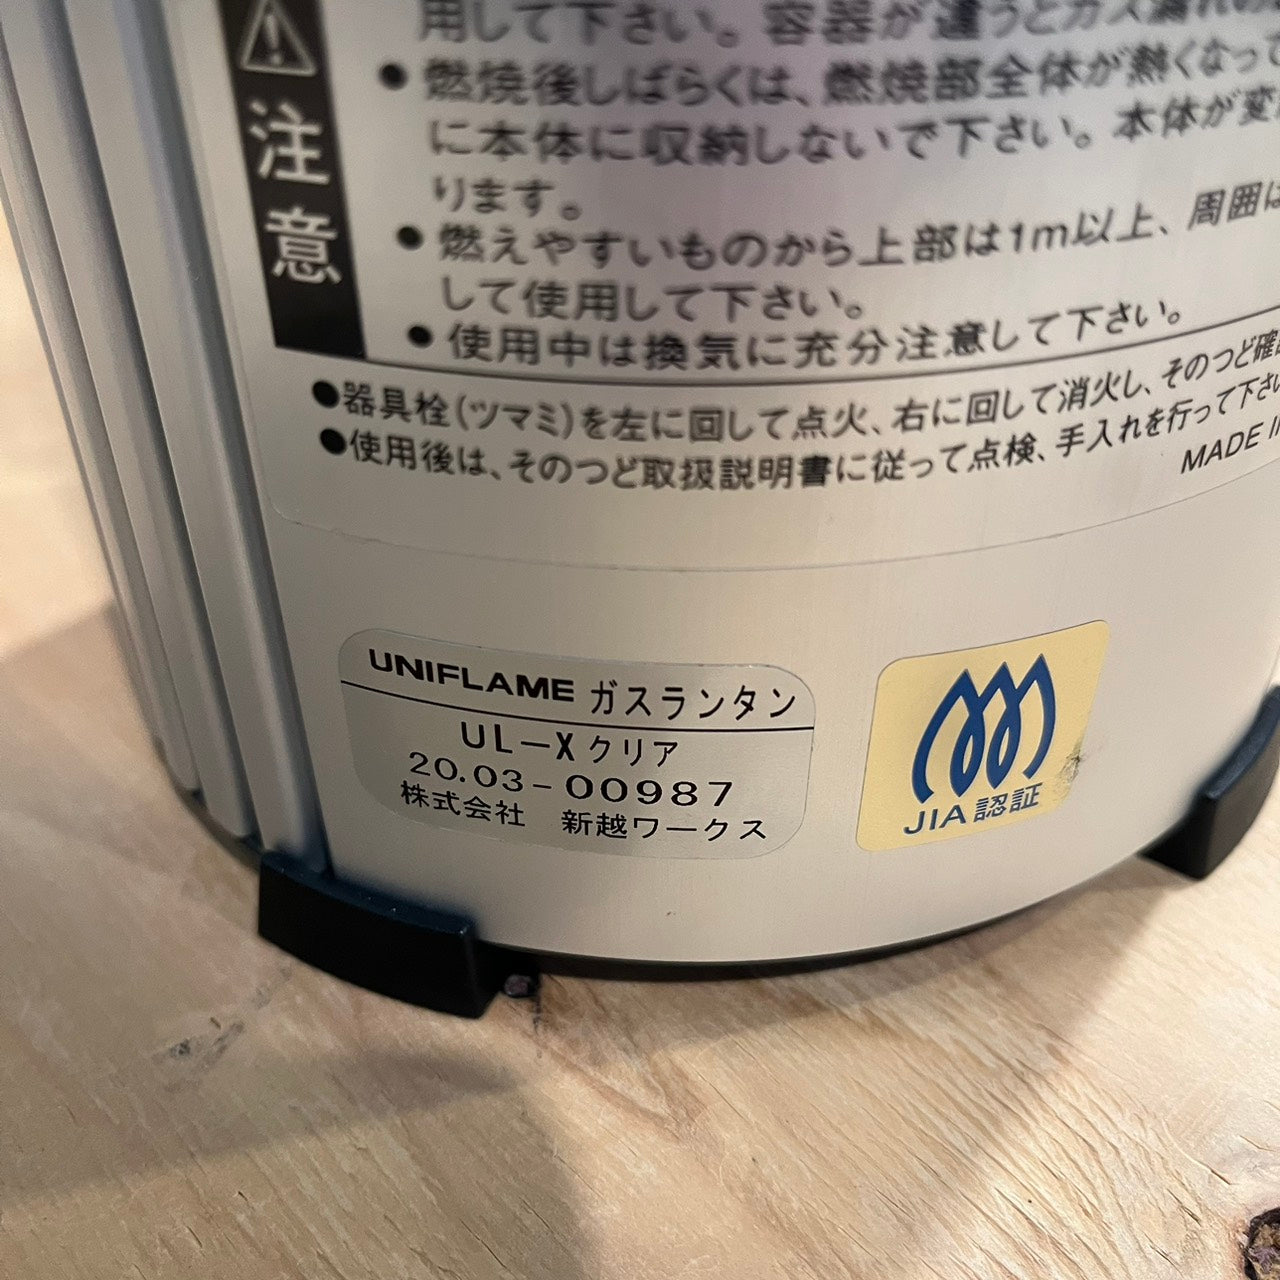 用して下さい。容器が違うとガス漏れの
注意
●燃焼後しばらくは、燃焼部全体が熱くなって
に本体に収納しないで下さい。本体が変
ります。
●燃えやすいものから上部は1m以上、周囲は
して使用して下さい。
●使用中は換気に充分注意して下さい。
●器具栓(ツマミ)を左に回して点火、右に回して消火し、そのつど確認
●使用後は、そのつど取扱説明書に従って点検、手入れを行って下さい
MADE IN
UNIFLAME ガスランタン
UL-X クリア
20.03-00987
株式会社 新越ワークス
JIA 認証